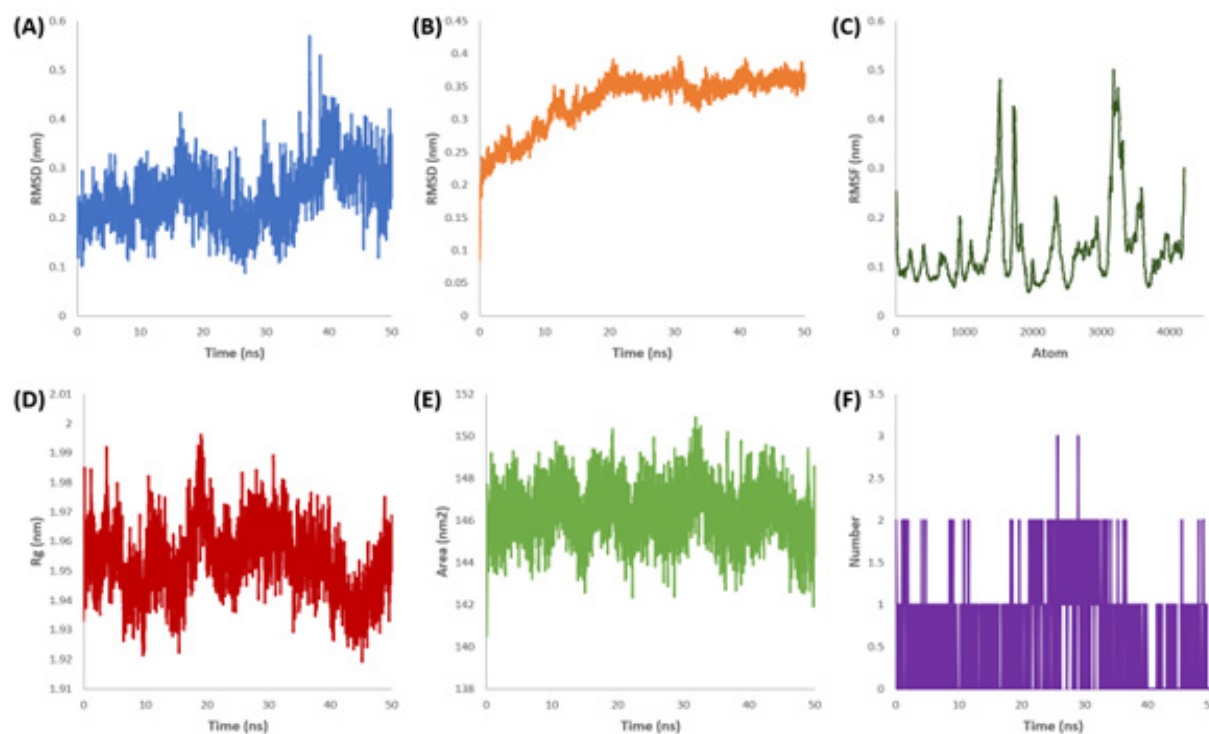 (A)
RMSD (nm)
0.6
0.5
0.4
0.3
0.2
0.1
0
0 10 20 30 40 50
Time (ns)
(B)
RMSD (nm)
0.45
0.4
0.35
0.3
0.25
0.2
0.15
0.1
0.05
0
0 10 20 30 40 50
Time (ns)
(C)
RMSF (nm)
0.6
0.5
0.4
0.3
0.2
0.1
0
0 1000 2000 3000 4000
Atom
(D)
Rg (nm)
2.01
2
1.99
1.98
1.97
1.96
1.95
1.94
1.93
1.92
1.91
0 10 20 30 40 50
Time (ns)
(E)
Area (nm2)
152
150
148
146
144
142
140
138
0 10 20 30 40 50
Time (ns)
(F)
Number
3.5
3
2.5
2
1.5
1
0.5
0
0 10 20 30 40
Time (ns)